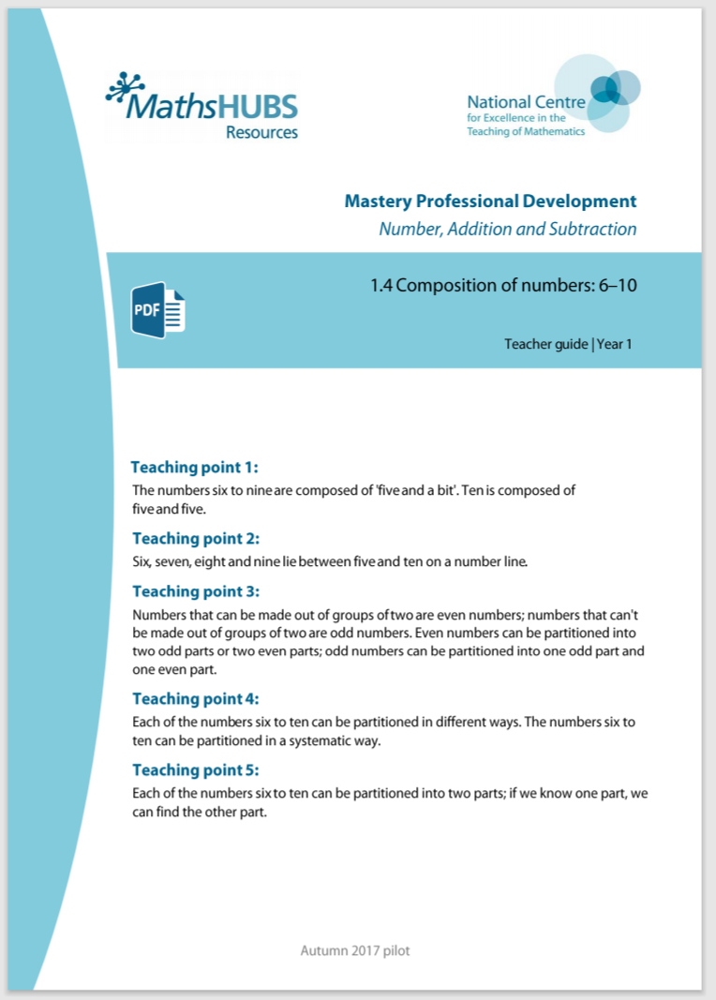 MathsHUBS
Resources
National Centre
for Excellence in the
Teaching of Mathematics
Mastery Professional Development
Number, Addition and Subtraction
1.4 Composition of numbers: 6–10
PDF
Teacher guide | Year 1
Teaching point 1:
The numbers six to nine are composed of 'five and a bit'. Ten is composed of
five and five.
Teaching point 2:
Six, seven, eight and nine lie between five and ten on a number line.
Teaching point 3:
Numbers that can be made out of groups of two are even numbers; numbers that can't
be made out of groups of two are odd numbers. Even numbers can be partitioned into
two odd parts or two even parts; odd numbers can be partitioned into one odd part and
one even part.
Teaching point 4:
Each of the numbers six to ten can be partitioned in different ways. The numbers six to
ten can be partitioned in a systematic way.
Teaching point 5:
Each of the numbers six to ten can be partitioned into two parts; if we know one part, we
can find the other part.
Autumn 2017 pilot